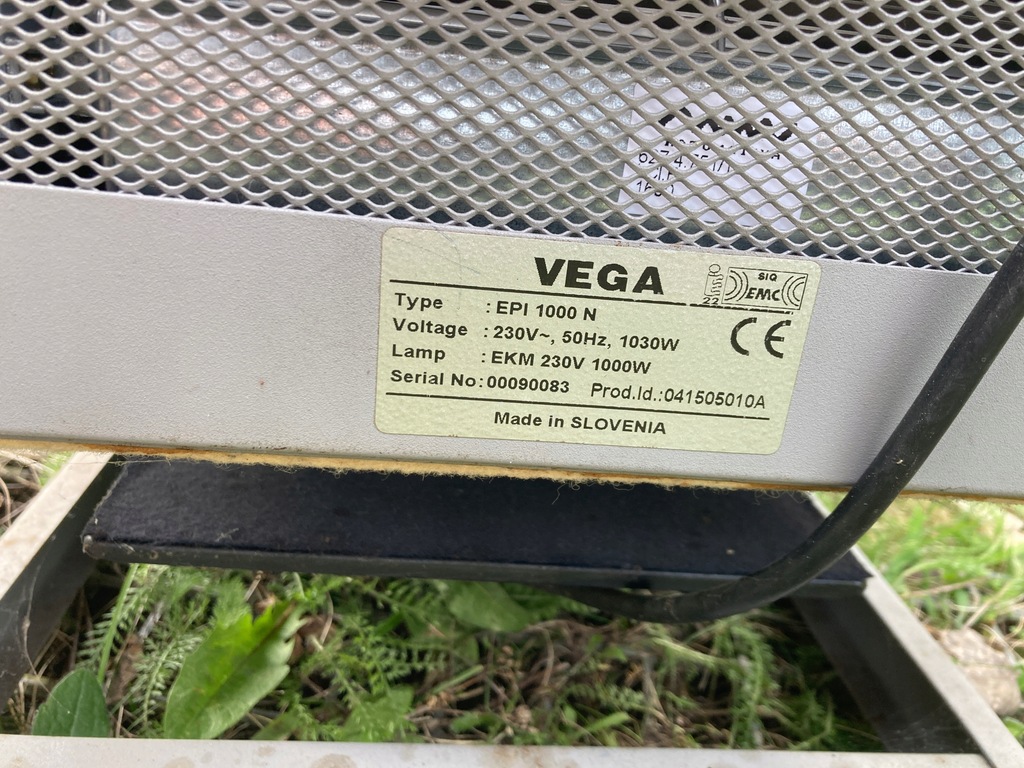 VEGA
SIQ
EMC
22
CE
Type : EPI 1000 N
Voltage : 230V~, 50Hz, 1030W
Lamp : EKM 230V 1000W
Serial No: 00090083 Prod.Id.:041505010A
Made in SLOVENIA